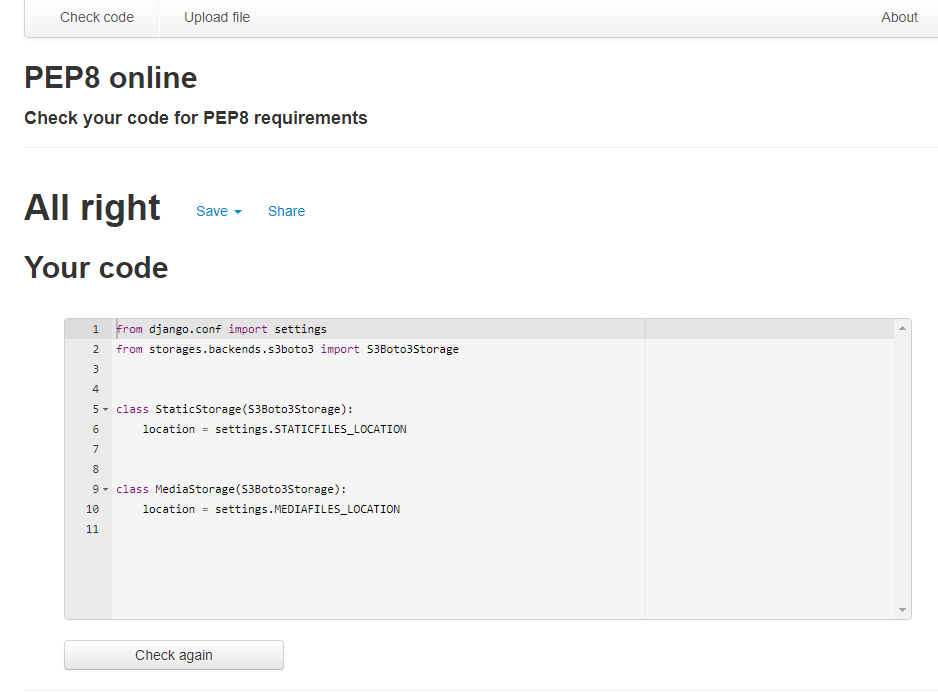 Check code Upload file About
PEP8 online
Check your code for PEP8 requirements
All right Save Share
Your code
1 from django.conf import settings
2 from storages.backends.s3boto3 import S3Boto3Storage
3
4
5 class StaticStorage(S3Boto3Storage):
6     location = settings.STATICFILES_LOCATION
7
8
9 class MediaStorage(S3Boto3Storage):
10     location = settings.MEDIAFILES_LOCATION
11
Check again